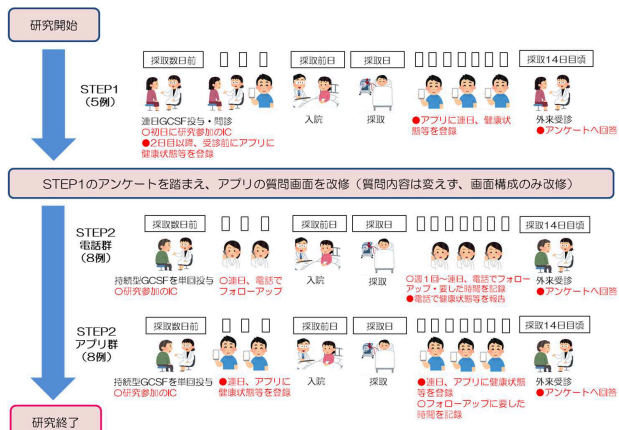 研究開始
採取数日前
採取前日
採取日
採取14日目頃
STEP1
(5例)
連日GCSF投与・問診
○初日に研究参加のIC
●2日目以降、受診前にアプリに
健康状態等を登録
入院
採取
●アプリに連日、健康状
態等を登録
外来受診
●アンケートへ回答
STEP1のアンケートを踏まえ、アプリの質問画面を改修（質問内容は変えず、画面構成のみ改修）
STEP2
電話群
(8例)
採取数日前
採取前日
採取日
採取14日目頃
持続型GCSFを単回投与
○研究参加のIC
○連日、電話で
フォローアップ
入院
採取
○週1回～連日、電話でフォロー
アップ・要した時間を記録
●電話で健康状態等を報告
外来受診
●アンケートへ回答
STEP2
アプリ群
(8例)
採取数日前
採取前日
採取日
採取14日目頃
持続型GCSFを単回投与
○研究参加のIC
●連日、アプリに
健康状態等を登録
入院
採取
●連日、アプリに健康状態
等を登録
○フォローアップに要した
時間を記録
外来受診
●アンケートへ回答
研究終了